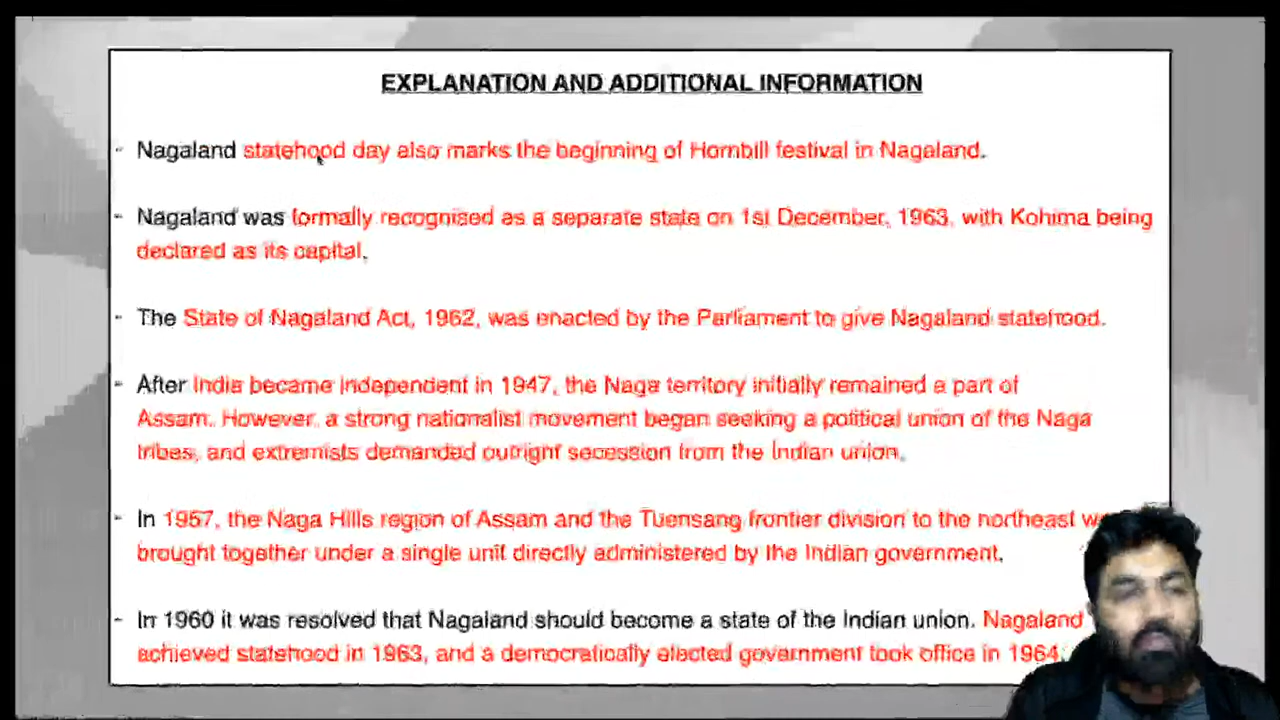 EXPLANATION AND ADDITIONAL INFORMATION
- Nagaland statehood day also marks the beginning of Hornbill festival in Nagaland.
- Nagaland was formally recognised as a separate state on 1st December, 1963, with Kohima being
declared as its capital.
- The State of Nagaland Act, 1962, was enacted by the Parliament to give Nagaland statehood.
- After India became independent in 1947, the Naga territory initially remained a part of
Assam. However, a strong nationalist movement began seeking a political union of the Naga
tribes, and extremists demanded outright secession from the Indian union.
- In 1957, the Naga Hills region of Assam and the Tuensang frontier division to the northeast
brought together under a single unit directly administered by the Indian government.
- In 1960 it was resolved that Nagaland should become a state of the Indian union. Nagaland
achieved statehood in 1963, and a democratically elected government took office in 1964.